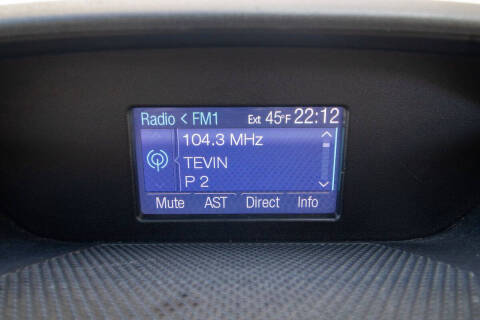 Radio < FM1 Ext 45°F 22:12
104.3 MHz
TEVIN
P 2
Mute AST Direct Info